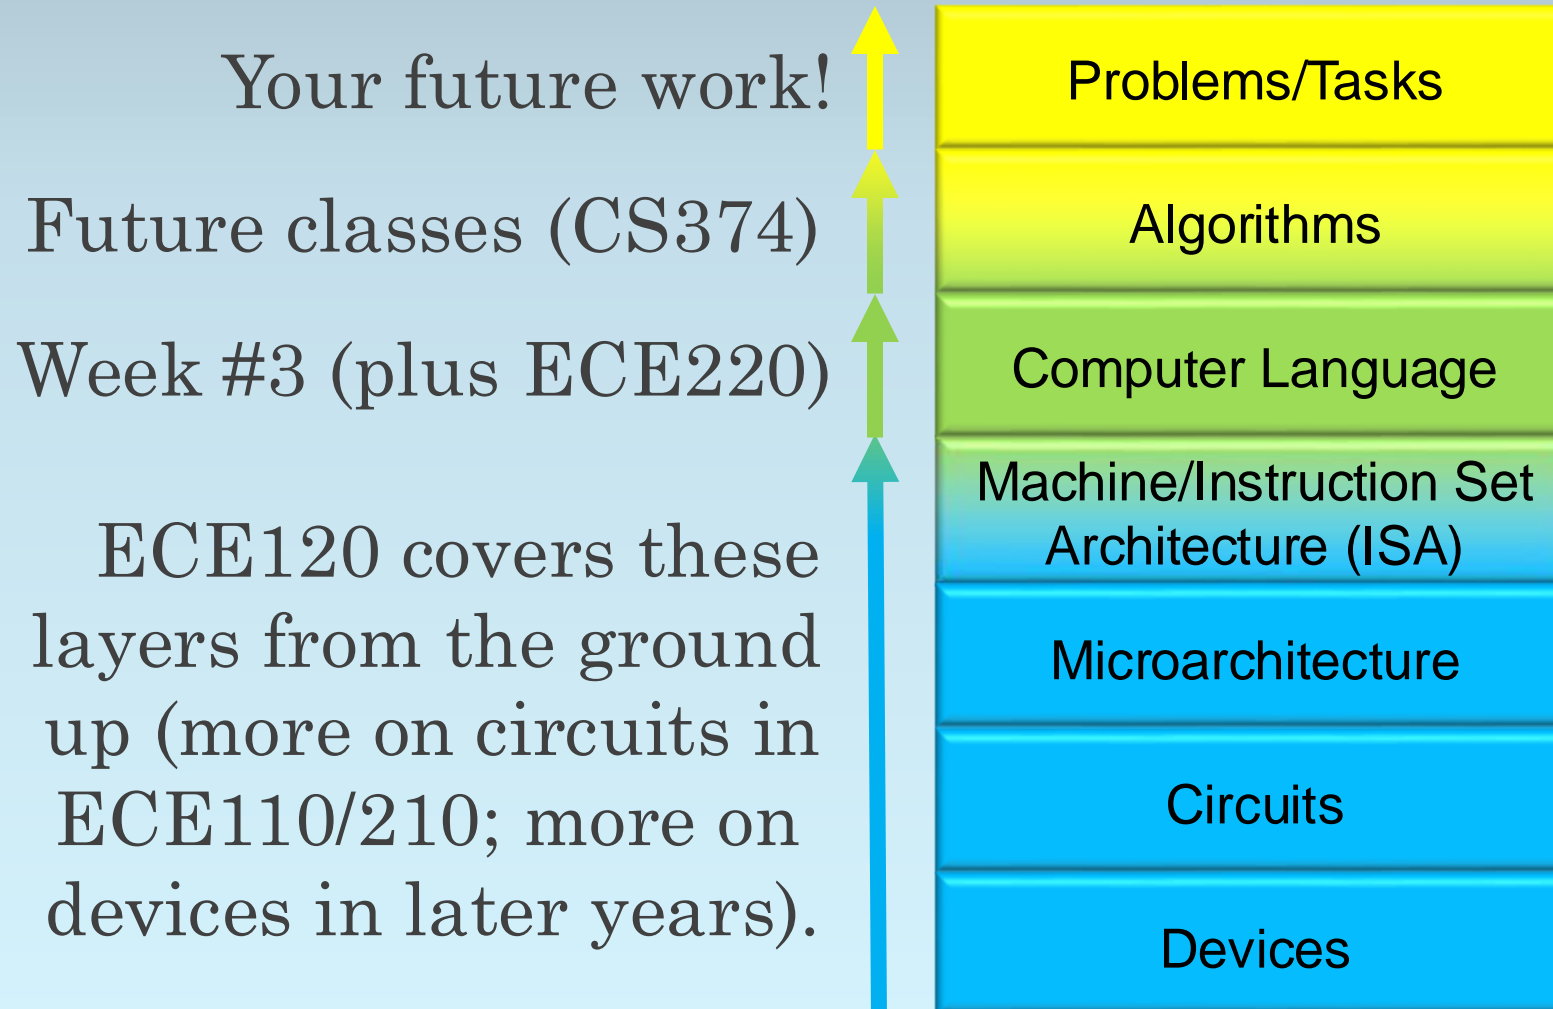 Your future work!
Problems/Tasks
Future classes (CS374)
Algorithms
Week #3 (plus ECE220)
Computer Language
Machine/Instruction Set
Architecture (ISA)
ECE120 covers these
layers from the ground
up (more on circuits in
ECE110/210; more on
devices in later years).
Microarchitecture
Circuits
Devices